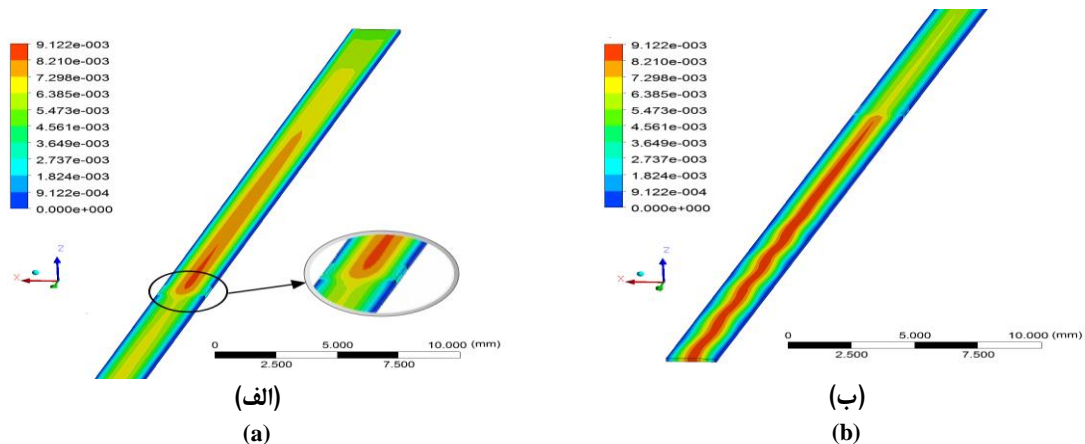 9.122e-003
8.210e-003
7.298e-003
6.385e-003
5.473e-003
4.561e-003
3.649e-003
2.737e-003
1.824e-003
9.122e-004
0.000e+000
Z
X
0 5.000 10.000 (mm)
2.500 7.500
(الف)
(a)
9.122e-003
8.210e-003
7.298e-003
6.385e-003
5.473e-003
4.561e-003
3.649e-003
2.737e-003
1.824e-003
9.122e-004
0.000e+000
Z
X
0 5.000 10.000 (mm)
2.500 7.500
(ب)
(b)